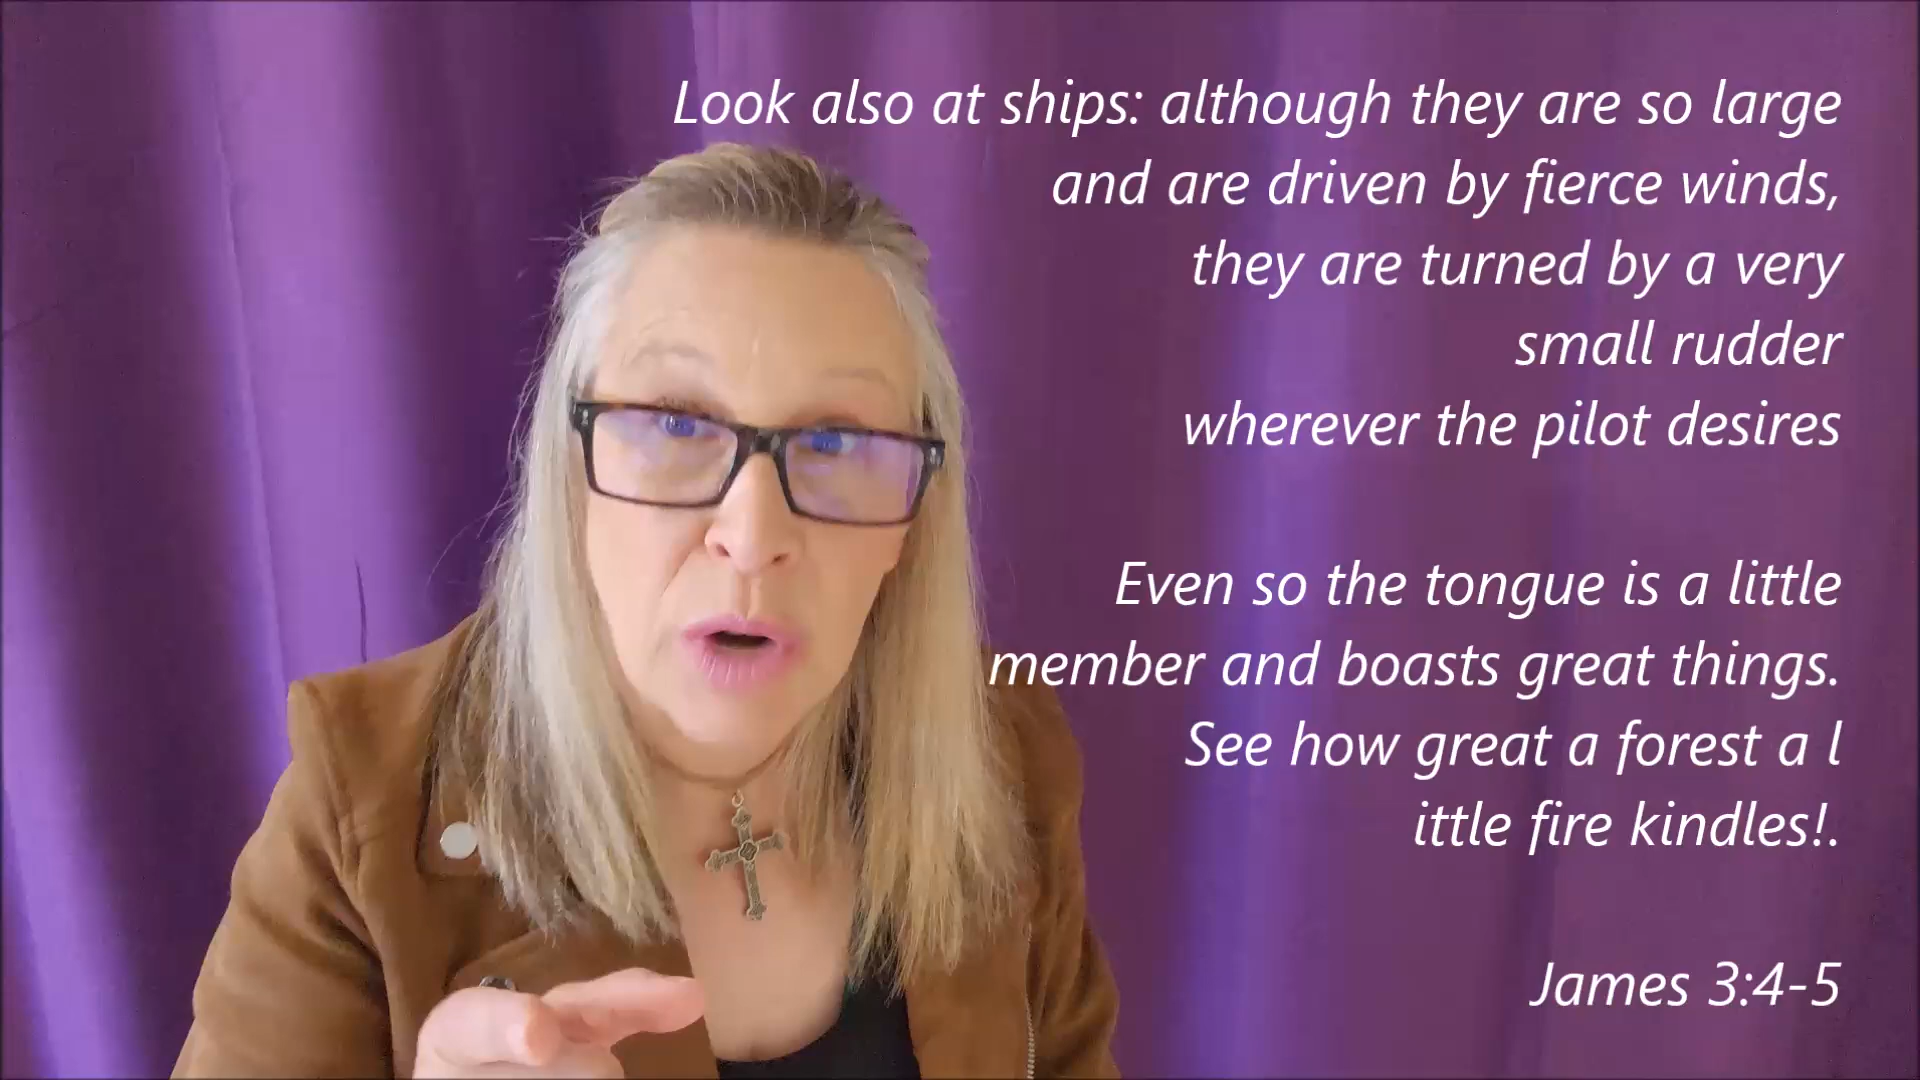 Look also at ships: although they are so large
and are driven by fierce winds,
they are turned by a very
small rudder
wherever the pilot desires
Even so the tongue is a little
member and boasts great things.
See how great a forest a l
ittle fire kindles!.
James 3:4-5